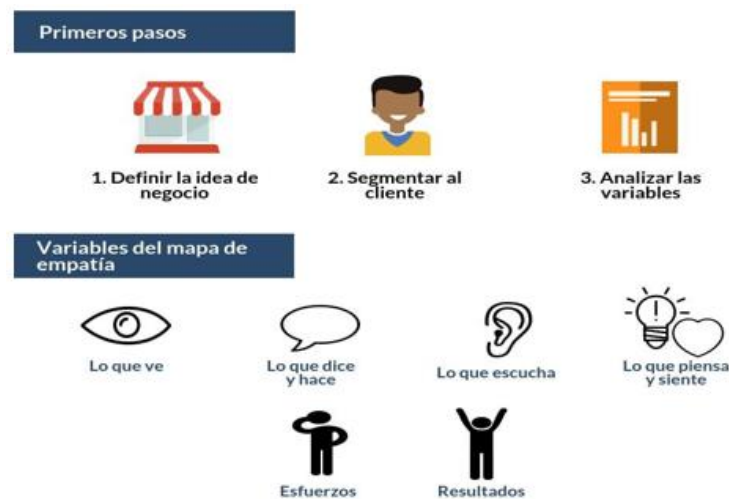 Primeros pasos
1. Definir la idea de
negocio
2. Segmentar al
cliente
3. Analizar las
variables
Variables del mapa de
empatía
Lo que ve
Lo que dice
y hace
Lo que escucha
Lo que piensa
y siente
Esfuerzos
Resultados